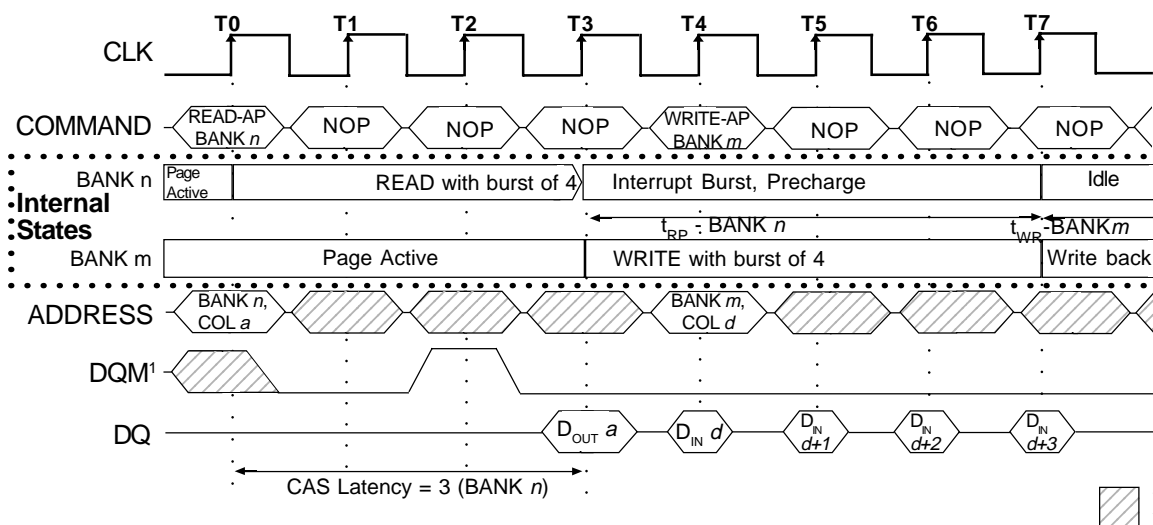 T0 T1 T2 T3 T4 T5 T6 T7
CLK
COMMAND
READ-AP
BANK n
NOP
NOP
NOP
WRITE-AP
BANK m
NOP
NOP
NOP
Internal
States
BANK n
Page
Active
READ with burst of 4
Interrupt Burst, Precharge
Idle
tRP - BANK n
tWR-BANK m
BANK m
Page Active
WRITE with burst of 4
Write back
ADDRESS
BANK n,
COL a
BANK m,
COL d
DQM¹
DQ
DOUT a
DIN d
DIN
d+1
DIN
d+2
DIN
d+3
CAS Latency = 3 (BANK n)